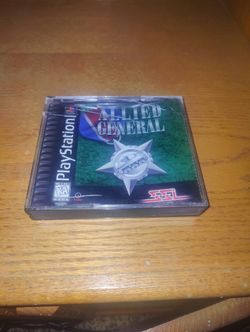 ALLIED
GENERAL
PlayStation
SSI